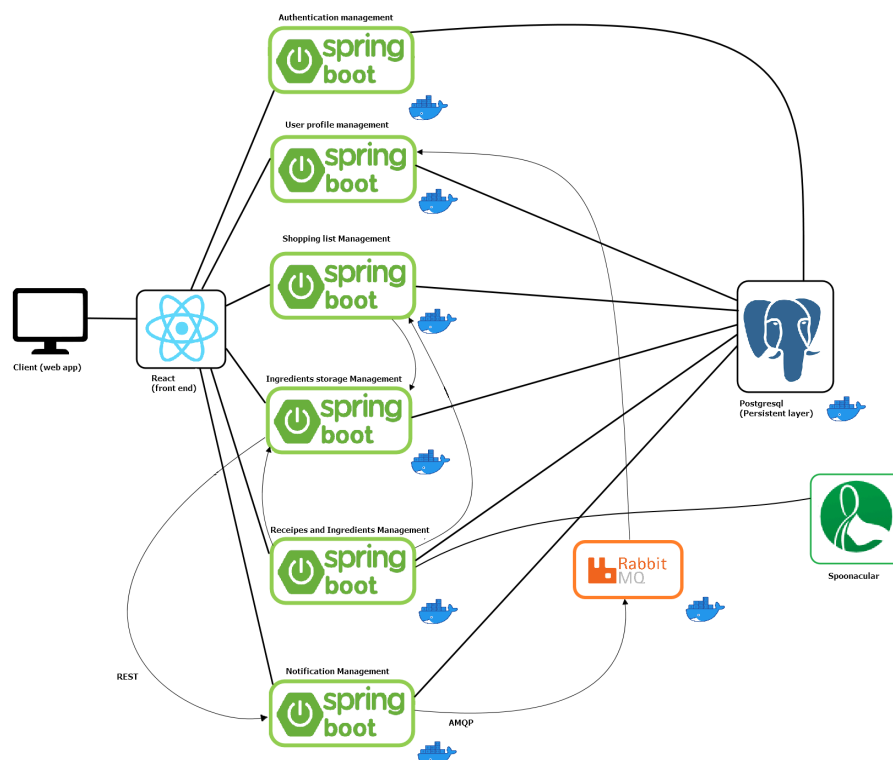 Authentication management
spring
boot
User profile management
spring
boot
Shopping list Management
spring
boot
Client (web app)
React
(front end)
Ingredients storage Management
spring
boot
Postgresql
(Persistent layer)
Receipes and Ingredients Management
spring
boot
Rabbit
MQ
Spoonacular
Notification Management
spring
boot
REST
AMQP